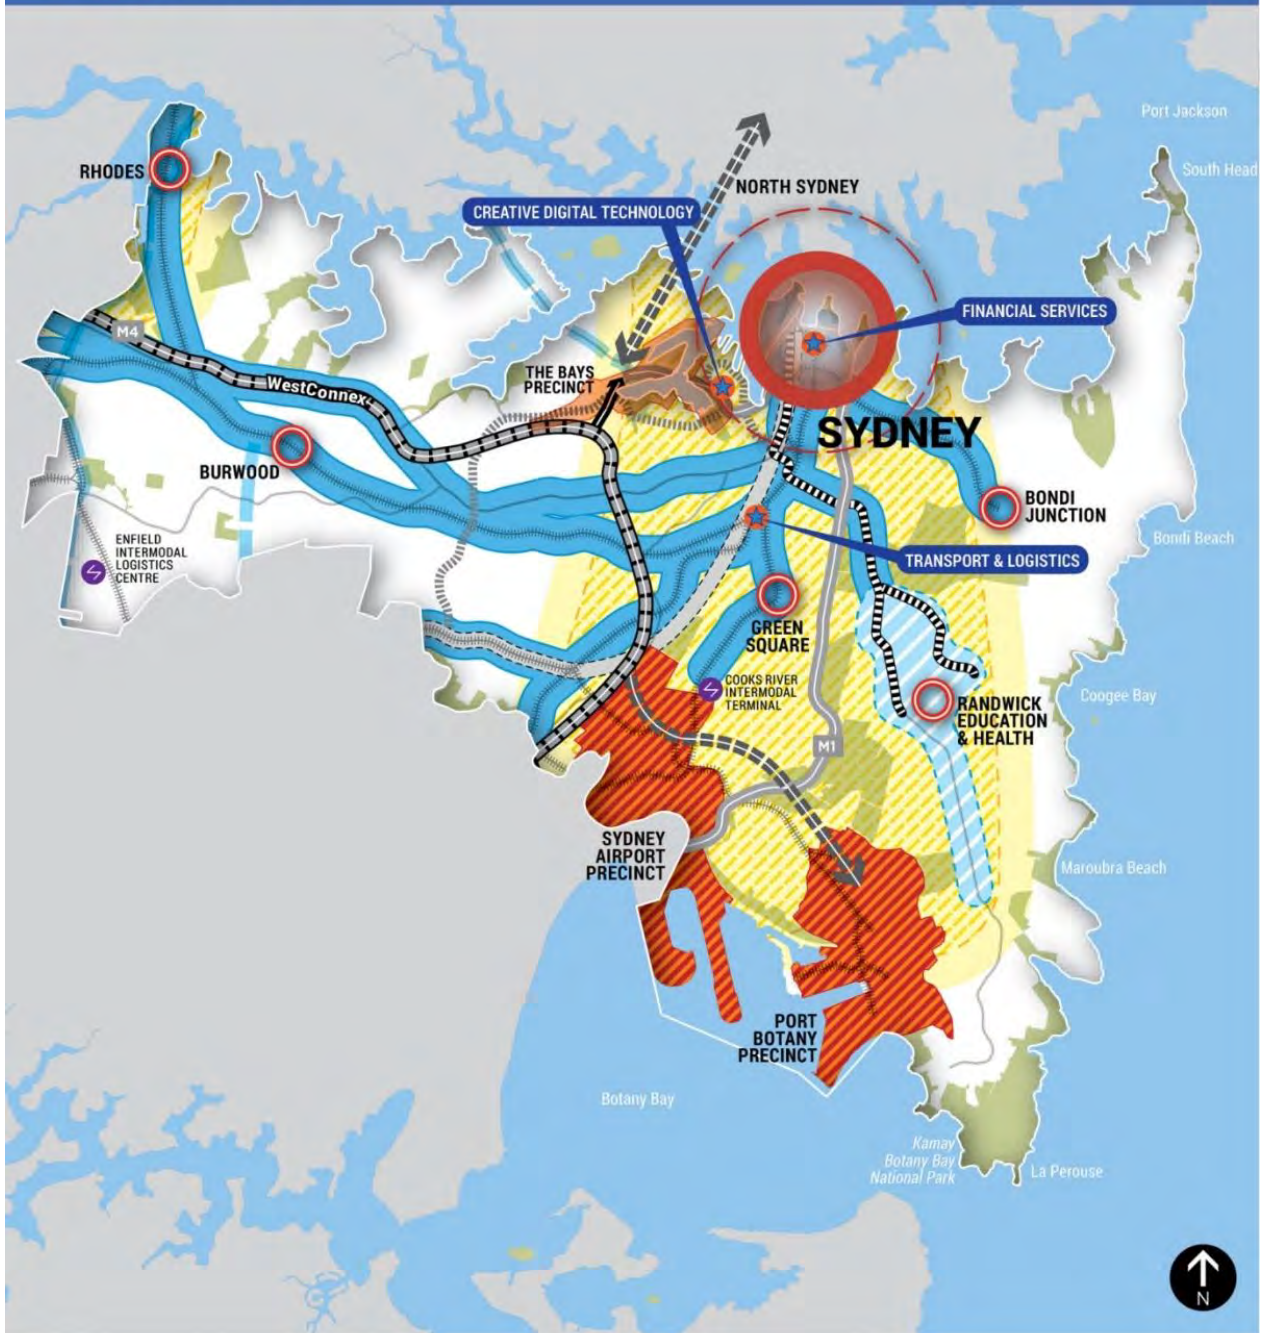 Port Jackson
South Head
RHODES
NORTH SYDNEY
CREATIVE DIGITAL TECHNOLOGY
FINANCIAL SERVICES
M4
WestConnex
THE BAYS
PRECINCT
SYDNEY
BURWOOD
BONDI
JUNCTION
Bondi Beach
ENFIELD
INTERMODAL
LOGISTICS
CENTRE
TRANSPORT & LOGISTICS
GREEN
SQUARE
COOKS RIVER
INTERMODAL
TERMINAL
Coogee Bay
RANDWICK
EDUCATION
& HEALTH
M1
SYDNEY
AIRPORT
PRECINCT
Maroubra Beach
PORT
BOTANY
PRECINCT
Botany Bay
Kamay
Botany Bay
National Park
La Perouse
N